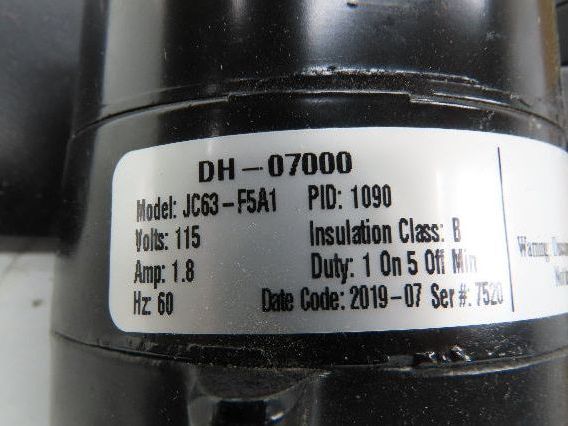 DH-07000
Model: JC63-F5A1 PID: 1090
Volts: 115 Insulation Class: B
Amp: 1.8 Duty: 1 On 5 Off Min
Hz: 60 Date Code: 2019-07 Ser #: 7520
Warning: